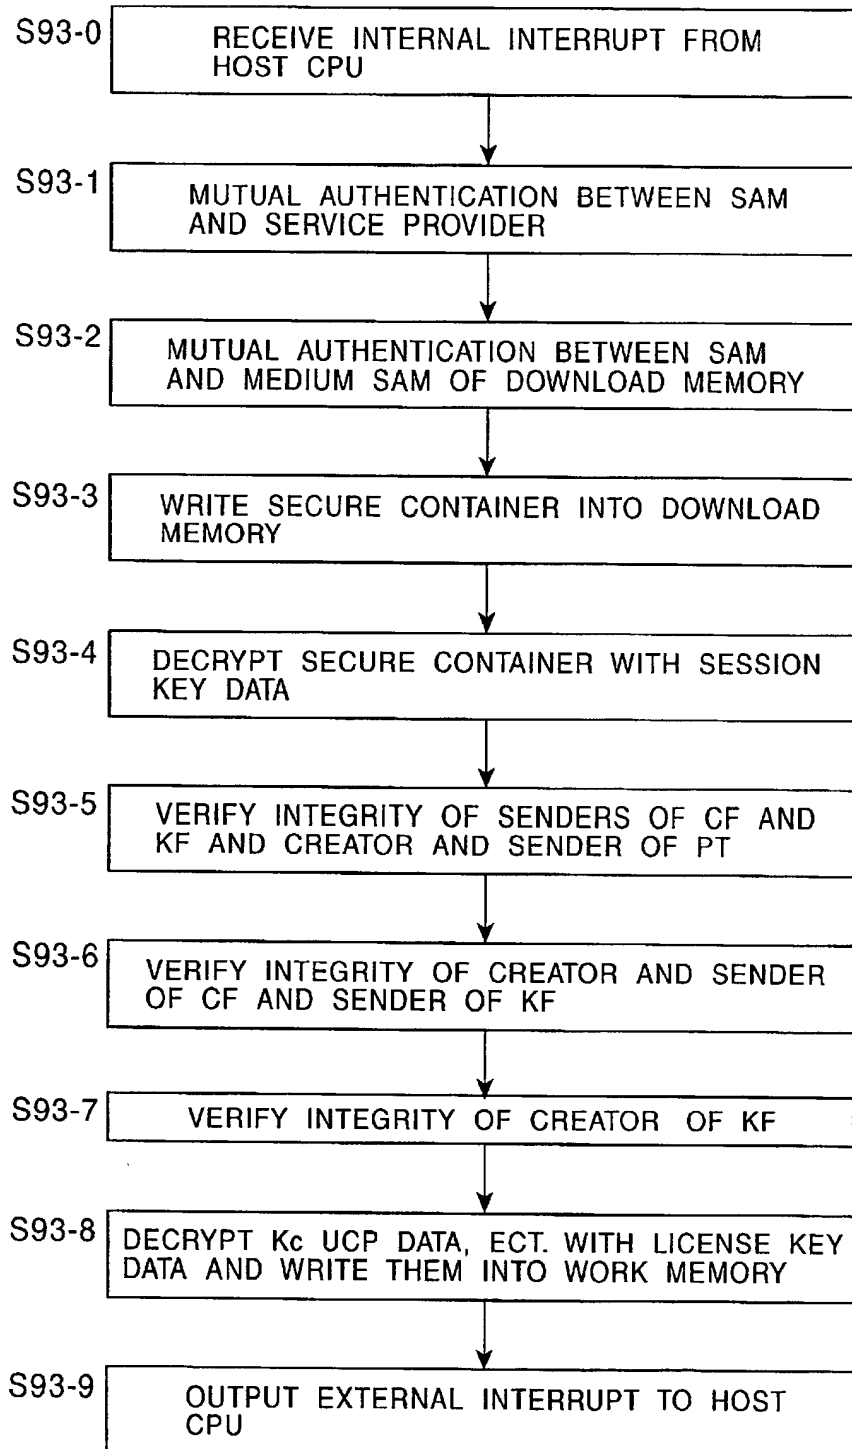 S93-0
RECEIVE INTERNAL INTERRUPT FROM
HOST CPU
S93-1
MUTUAL AUTHENTICATION BETWEEN SAM
AND SERVICE PROVIDER
S93-2
MUTUAL AUTHENTICATION BETWEEN SAM
AND MEDIUM SAM OF DOWNLOAD MEMORY
S93-3
WRITE SECURE CONTAINER INTO DOWNLOAD
MEMORY
S93-4
DECRYPT SECURE CONTAINER WITH SESSION
KEY DATA
S93-5
VERIFY INTEGRITY OF SENDERS OF CF AND
KF AND CREATOR AND SENDER OF PT
S93-6
VERIFY INTEGRITY OF CREATOR AND SENDER
OF CF AND SENDER OF KF
S93-7
VERIFY INTEGRITY OF CREATOR OF KF
S93-8
DECRYPT Kc UCP DATA, ECT. WITH LICENSE KEY
DATA AND WRITE THEM INTO WORK MEMORY
S93-9
OUTPUT EXTERNAL INTERRUPT TO HOST
CPU